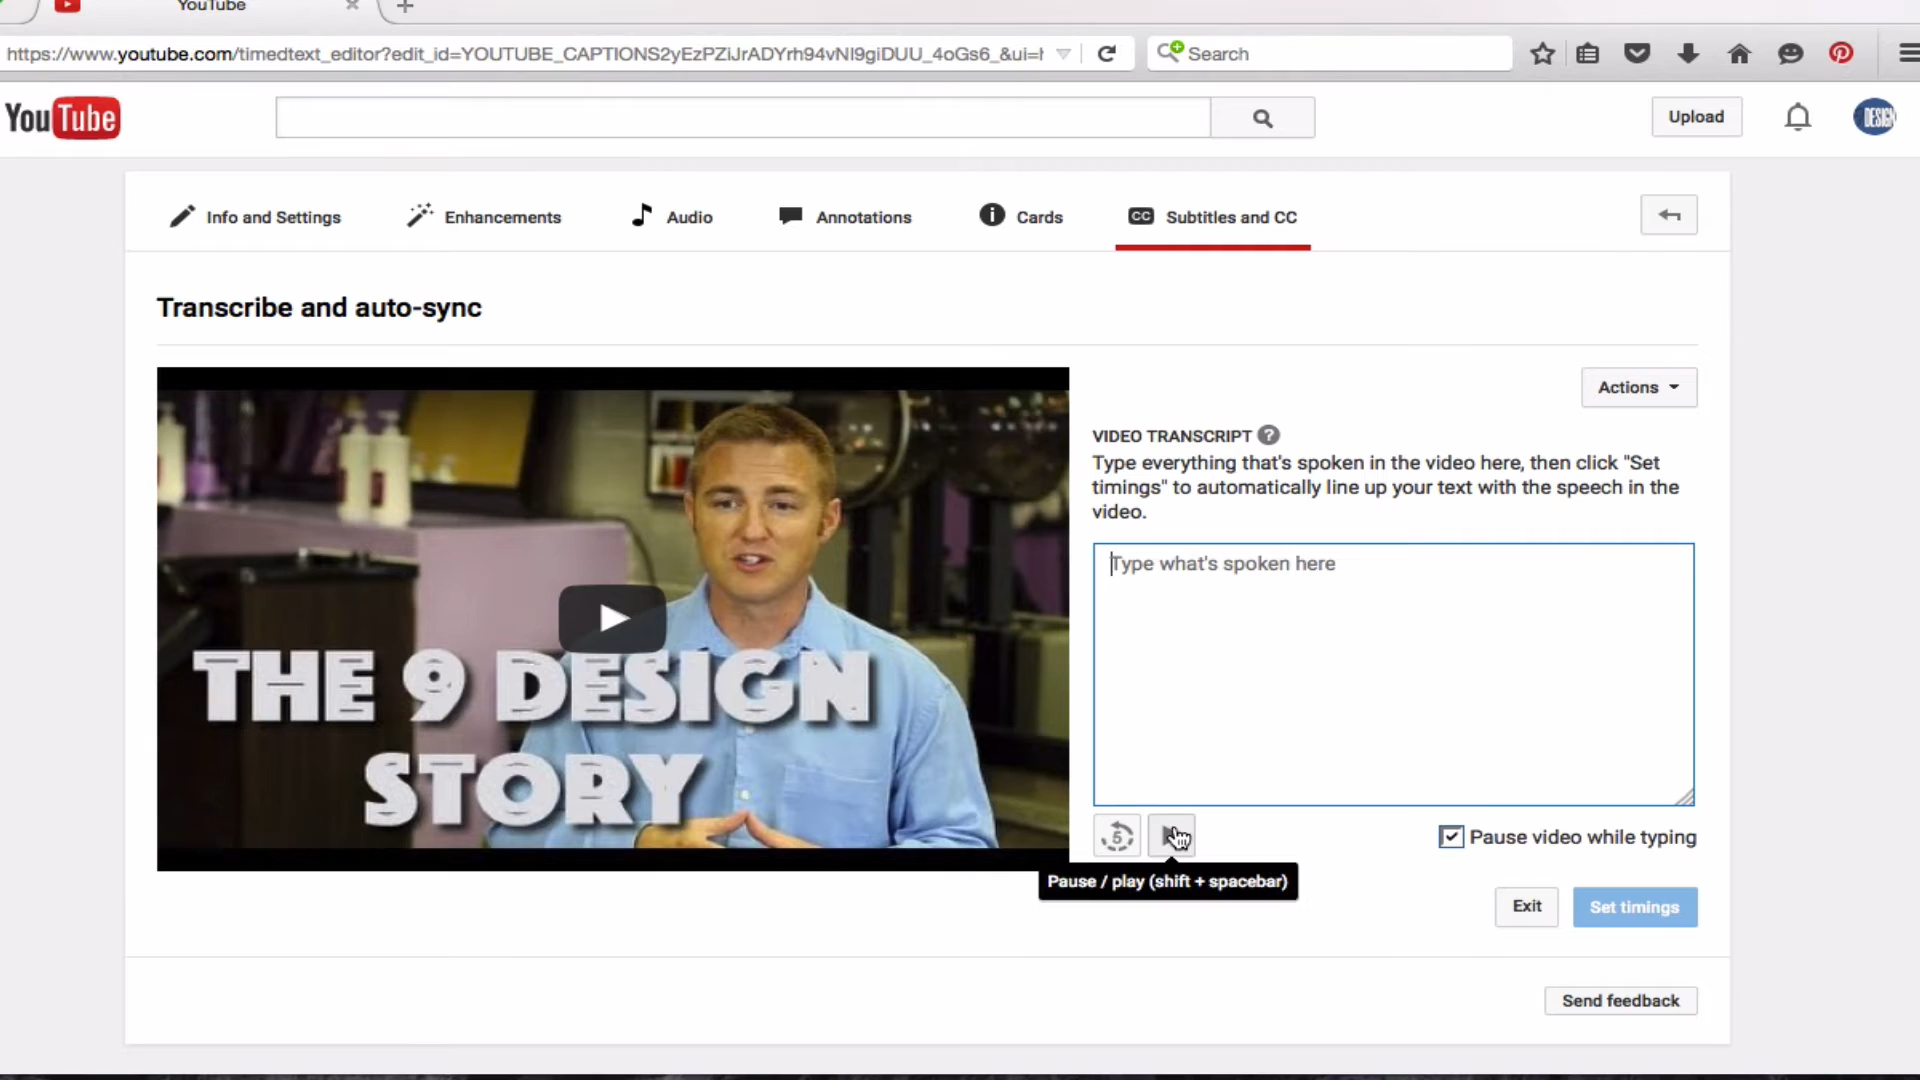 YouTube
https://www.youtube.com/timedtext_editor?edit_id=YOUTUBE_CAPTIONS2yEzPZiJrADYrh94vNI9giDUU_4oGs6_&ui=h
Search
YouTube
Upload
DESIGN
Info and Settings
Enhancements
Audio
Annotations
Cards
CC Subtitles and CC
Transcribe and auto-sync
Actions
VIDEO TRANSCRIPT ?
Type everything that's spoken in the video here, then click "Set
timings" to automatically line up your text with the speech in the
video.
Type what's spoken here
THE 9 DESIGN
STORY
5
Pause video while typing
Pause / play (shift + spacebar)
Exit
Set timings
Send feedback